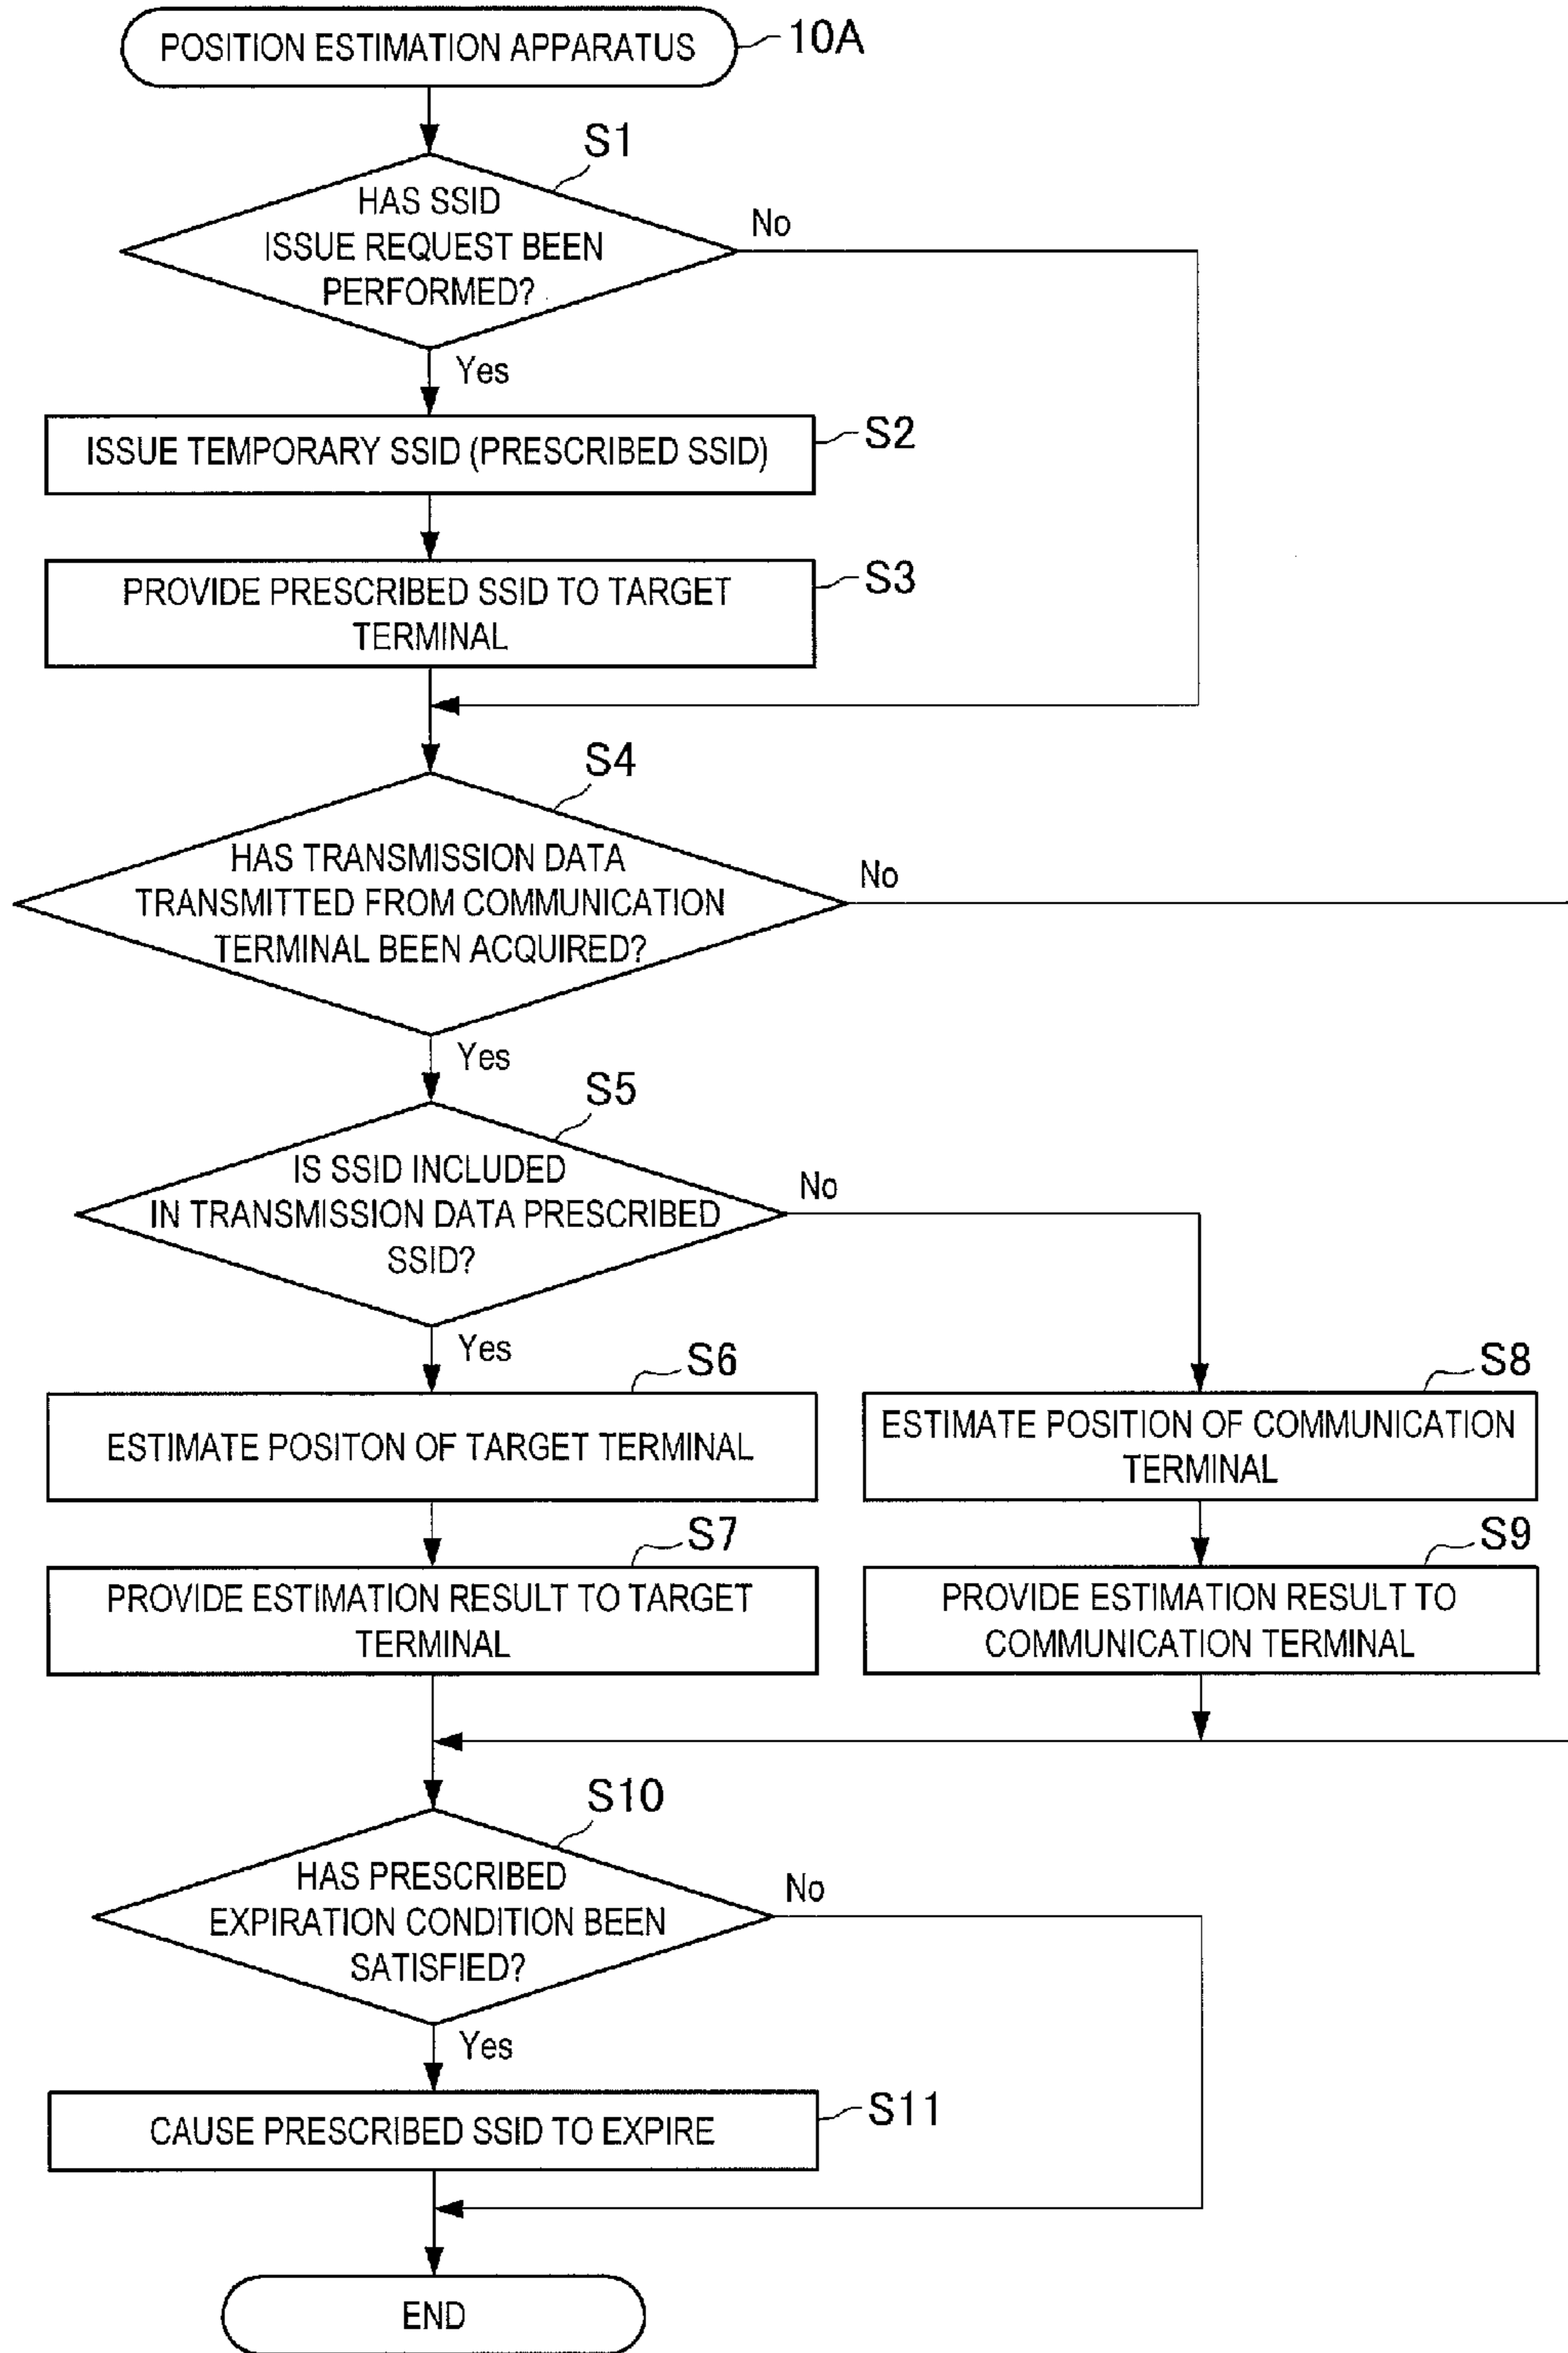 POSITION ESTIMATION APPARATUS
10A
S1
HAS SSID
ISSUE REQUEST BEEN
PERFORMED?
No
Yes
ISSUE TEMPORARY SSID (PRESCRIBED SSID)
S2
PROVIDE PRESCRIBED SSID TO TARGET
TERMINAL
S3
S4
HAS TRANSMISSION DATA
TRANSMITTED FROM COMMUNICATION
TERMINAL BEEN ACQUIRED?
No
Yes
S5
IS SSID INCLUDED
IN TRANSMISSION DATA PRESCRIBED
SSID?
No
Yes
S6
ESTIMATE POSITON OF TARGET TERMINAL
S8
ESTIMATE POSITION OF COMMUNICATION
TERMINAL
S7
PROVIDE ESTIMATION RESULT TO TARGET
TERMINAL
S9
PROVIDE ESTIMATION RESULT TO
COMMUNICATION TERMINAL
S10
HAS PRESCRIBED
EXPIRATION CONDITION BEEN
SATISFIED?
No
Yes
CAUSE PRESCRIBED SSID TO EXPIRE
S11
END